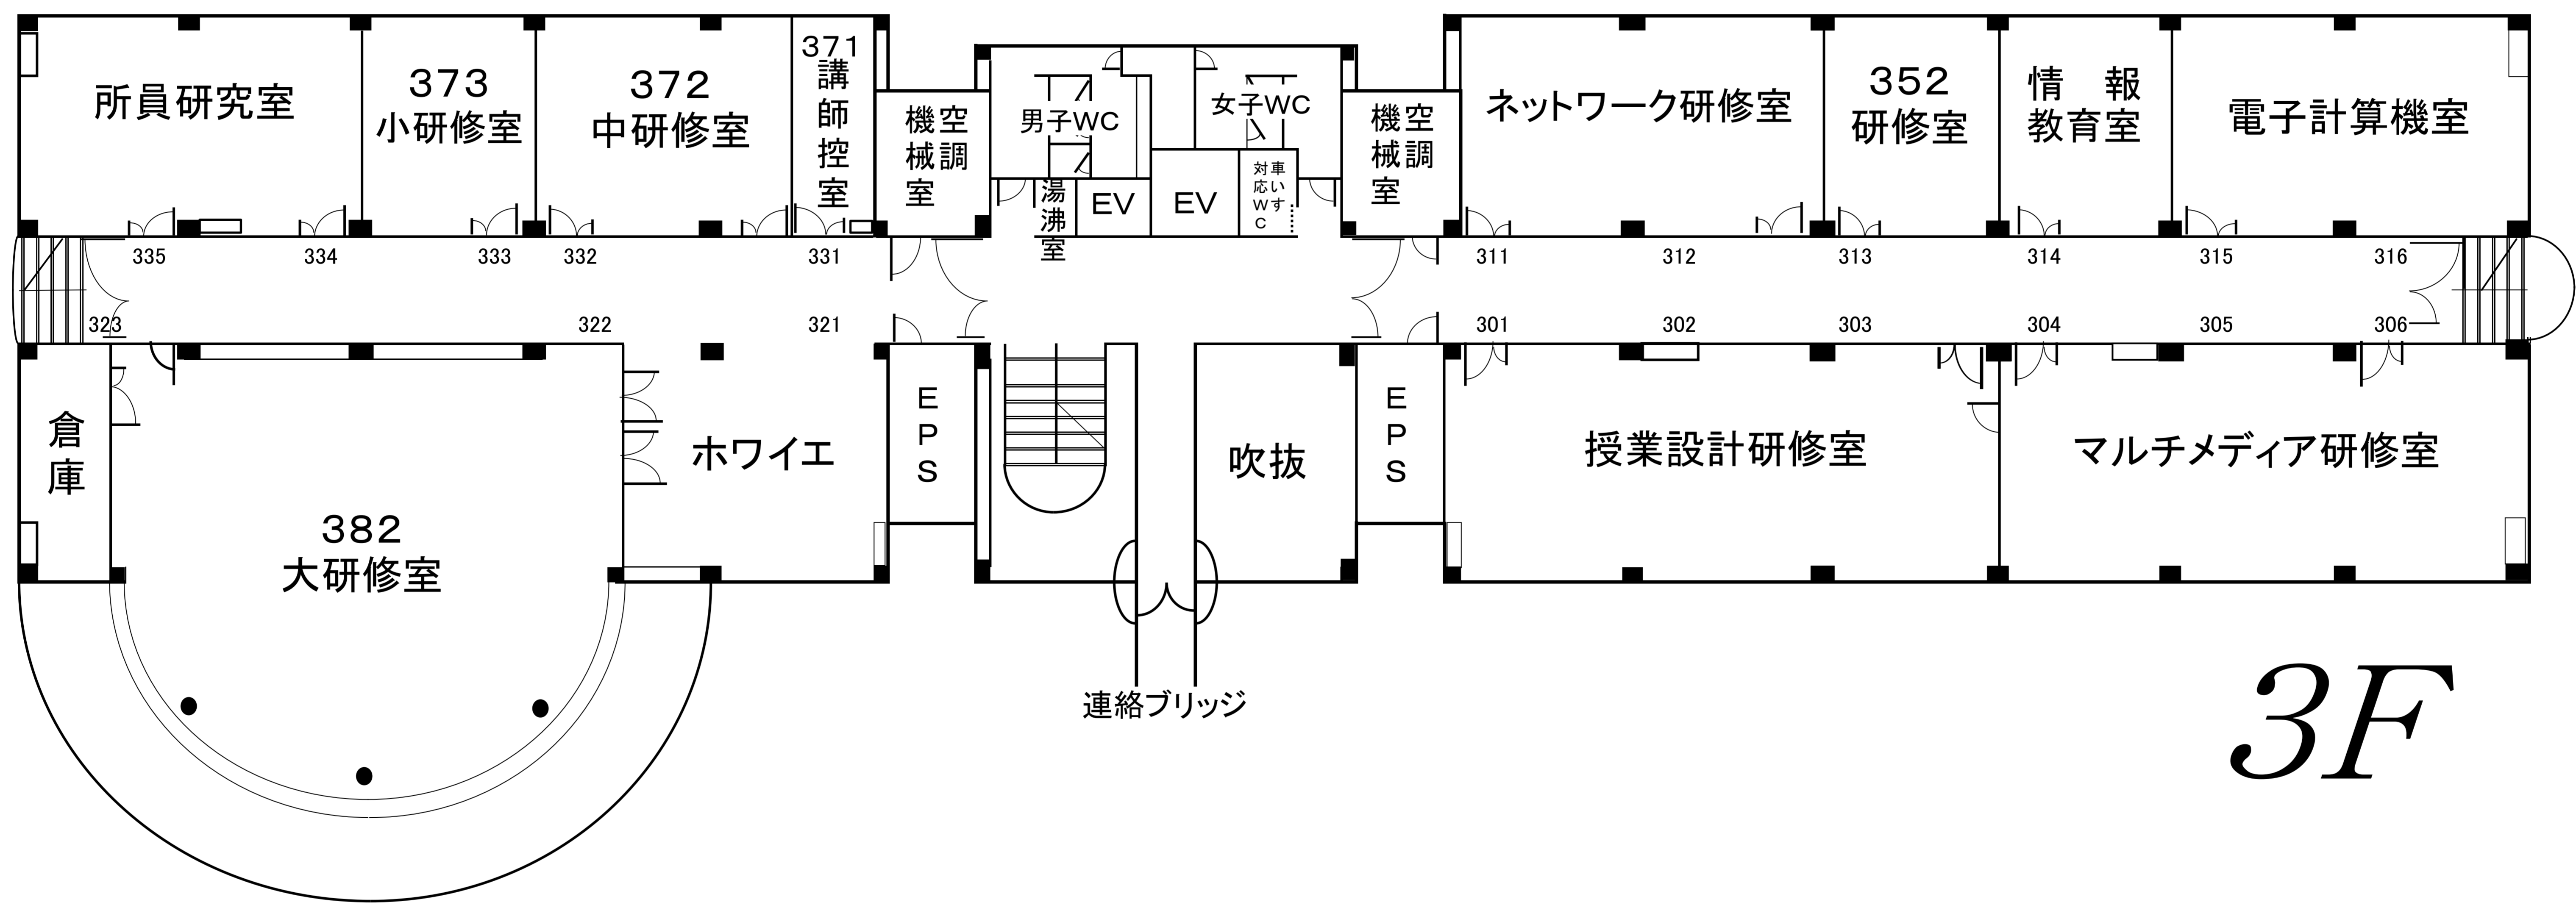 所員研究室
373
小研修室
372
中研修室
371
講師控室
空調
機械室
男子WC
女子WC
湯沸室
EV
EV
車いす
対応WC
空調
機械室
ネットワーク研修室
352
研修室
情　報
教育室
電子計算機室
335
334
333
332
331
311
312
313
314
315
316
323
322
321
301
302
303
304
305
306
倉庫
382
大研修室
ホワイエ
EPS
吹抜
EPS
授業設計研修室
マルチメディア研修室
連絡ブリッジ
3F